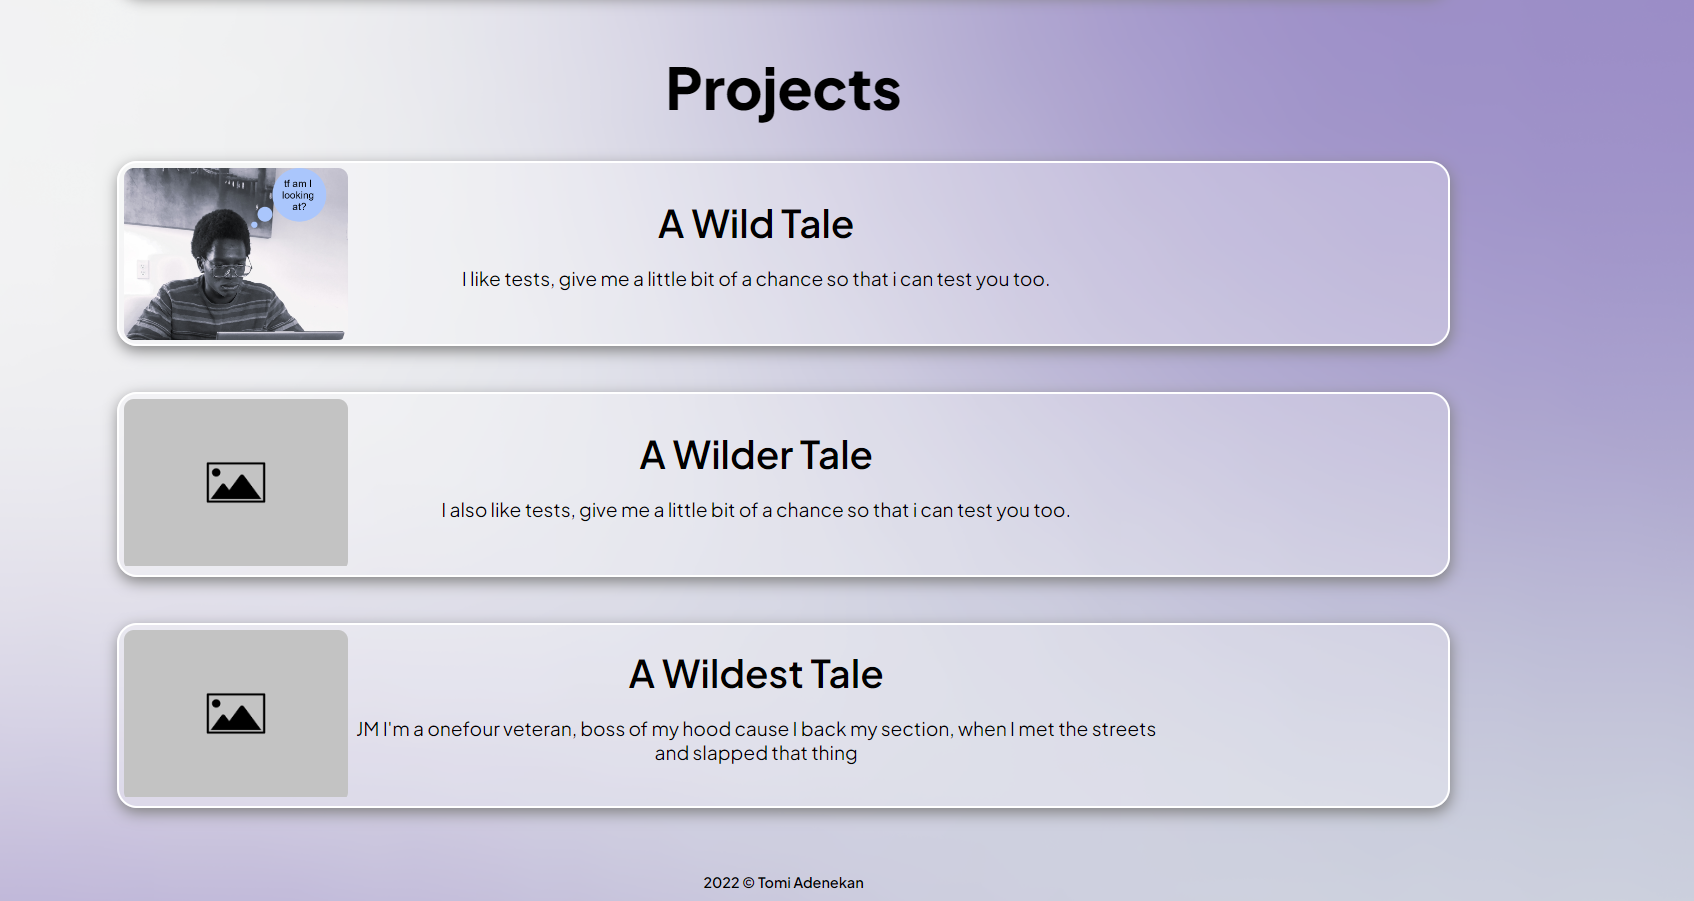 Projects
tf am I
looking
at?
A Wild Tale
I like tests, give me a little bit of a chance so that i can test you too.
A Wilder Tale
I also like tests, give me a little bit of a chance so that i can test you too.
A Wildest Tale
JM I'm a onefour veteran, boss of my hood cause I back my section, when I met the streets
and slapped that thing
2022 © Tomi Adenekan